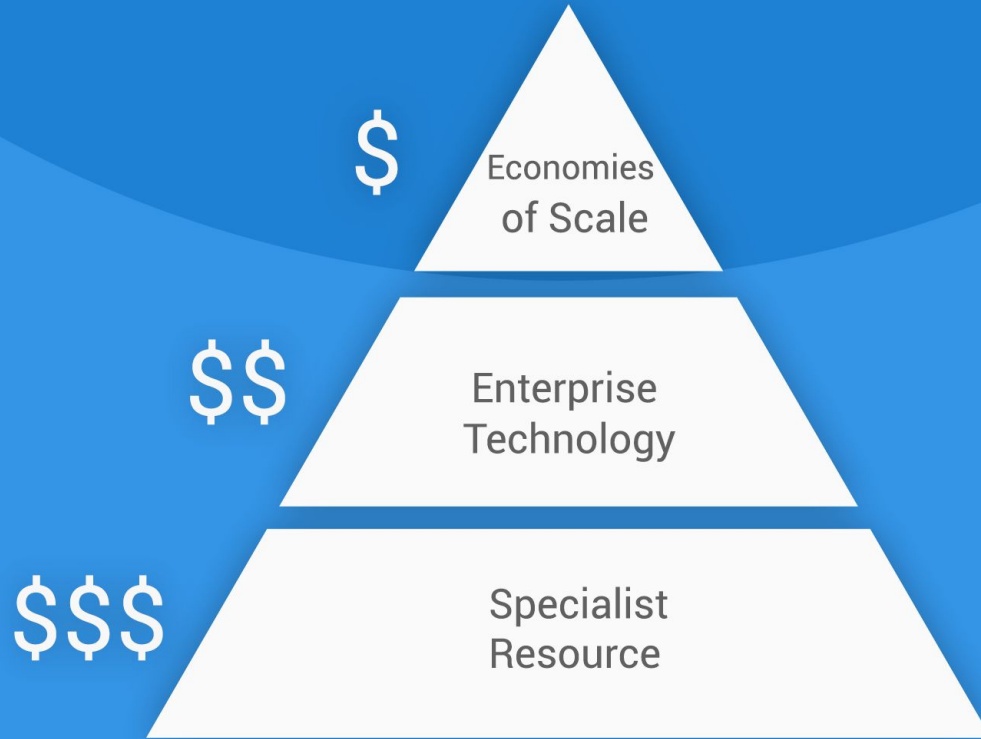 $
Economies
of Scale
$$
Enterprise
Technology
$$$
Specialist
Resource